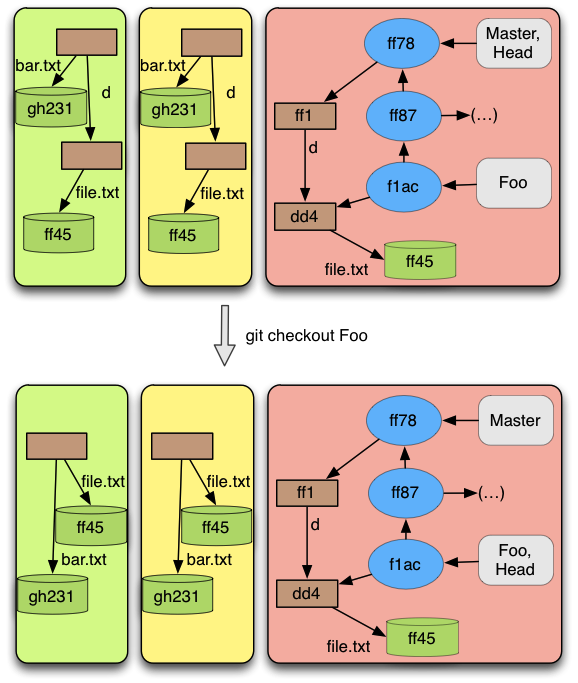 bar.txt
gh231
d
file.txt
ff45
bar.txt
gh231
d
file.txt
ff45
ff78
Master,
Head
ff1
ff87
(...)
d
f1ac
Foo
dd4
file.txt
ff45
git checkout Foo
file.txt
ff45
bar.txt
gh231
file.txt
ff45
bar.txt
gh231
ff78
Master
ff1
ff87
(...)
d
f1ac
Foo,
Head
dd4
file.txt
ff45